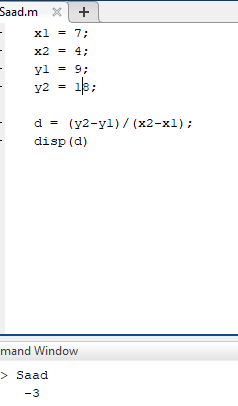 Saad.m × +
x1 = 7;
x2 = 4;
y1 = 9;
y2 = 18;
d = (y2-y1)/(x2-x1);
disp(d)
mand Window
> Saad
-3